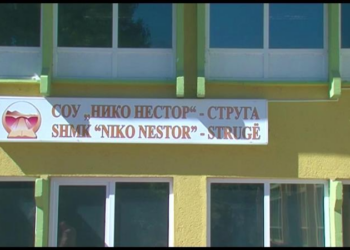 СОУ „НИКО НЕСТОР“ - СТРУГА
SHMK “NIKO NESTOR” - STRUGË